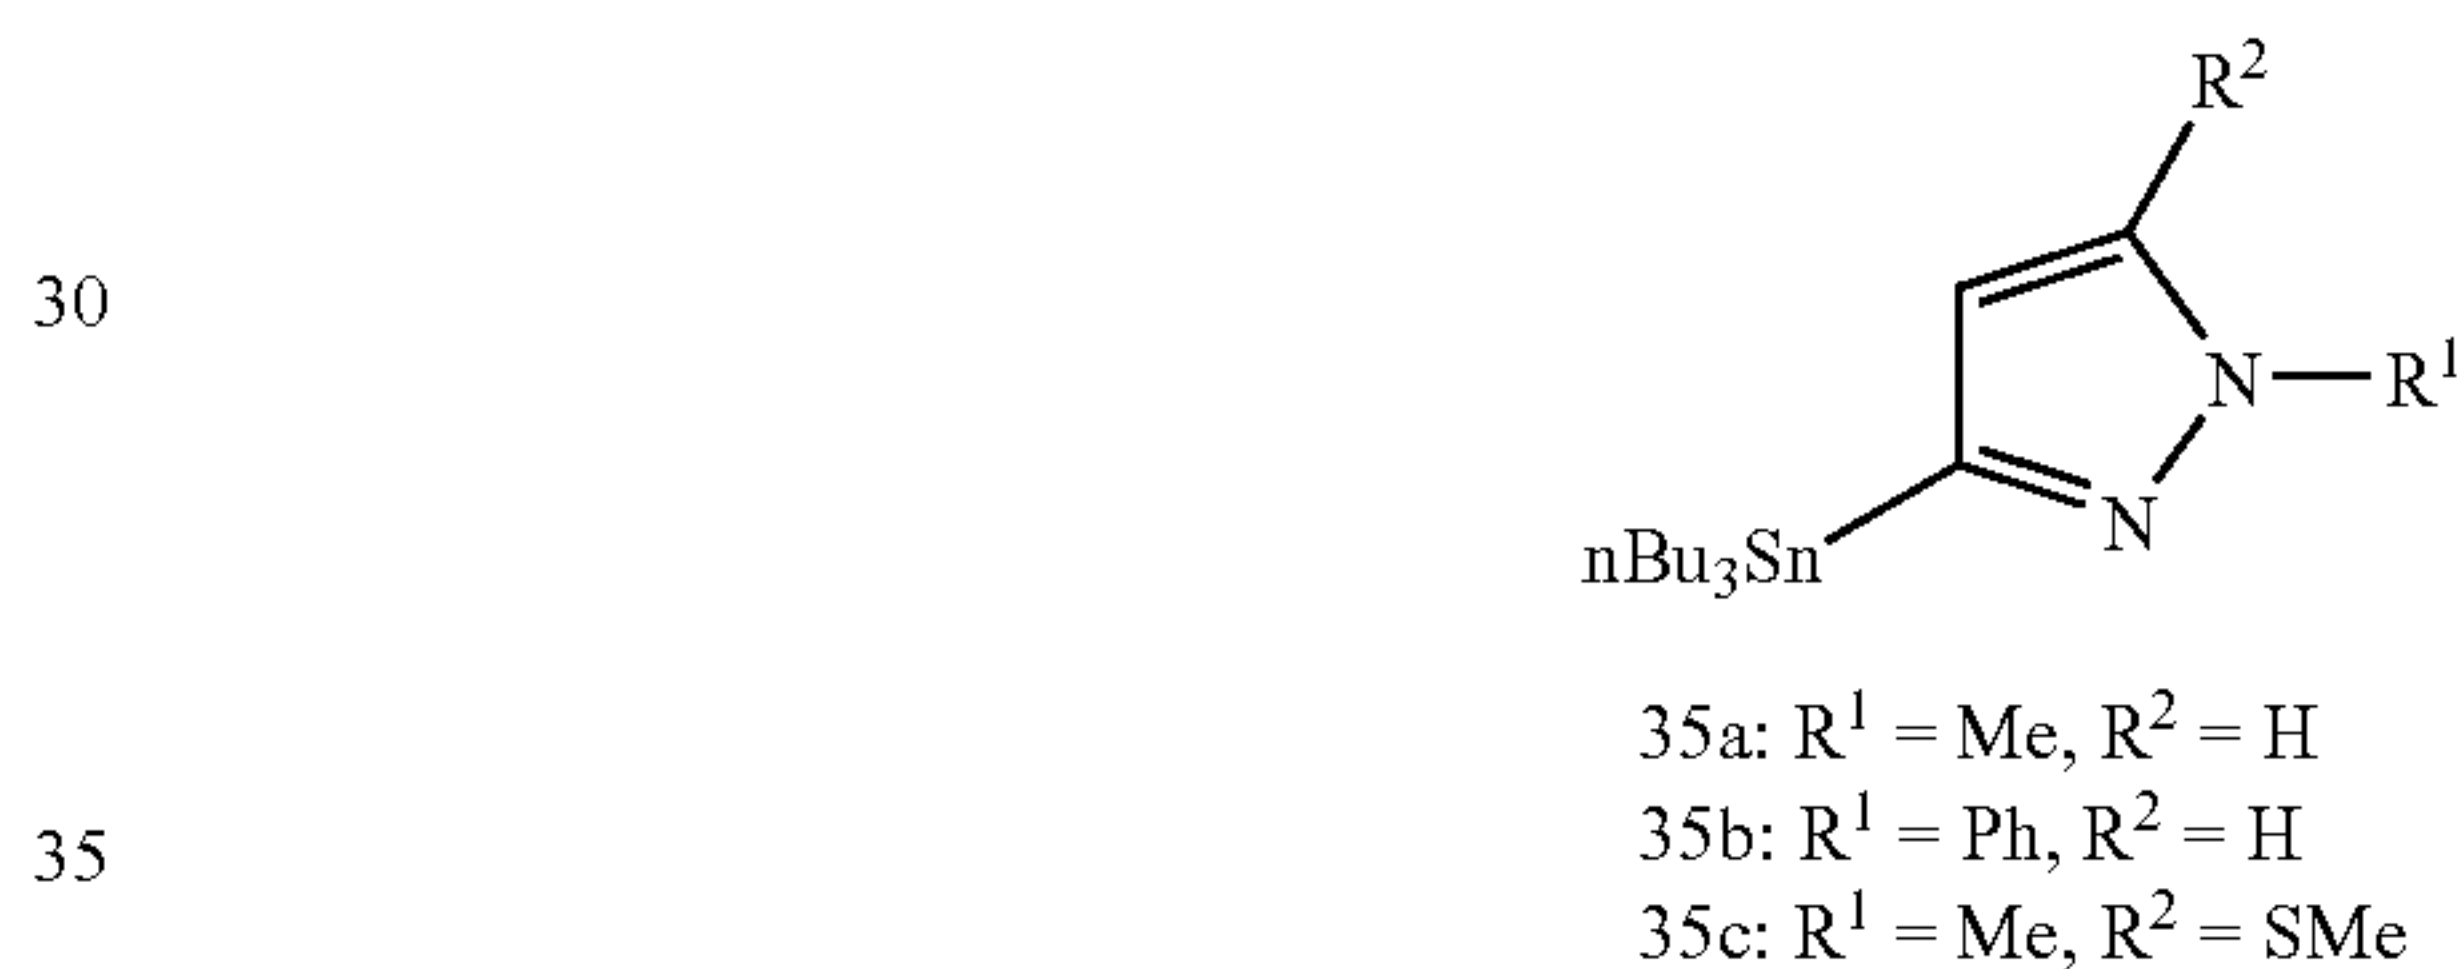 R²
30
N—R¹
N
nBu₃Sn
35a: R¹ = Me, R² = H
35b: R¹ = Ph, R² = H
35
35c: R¹ = Me, R² = SMe